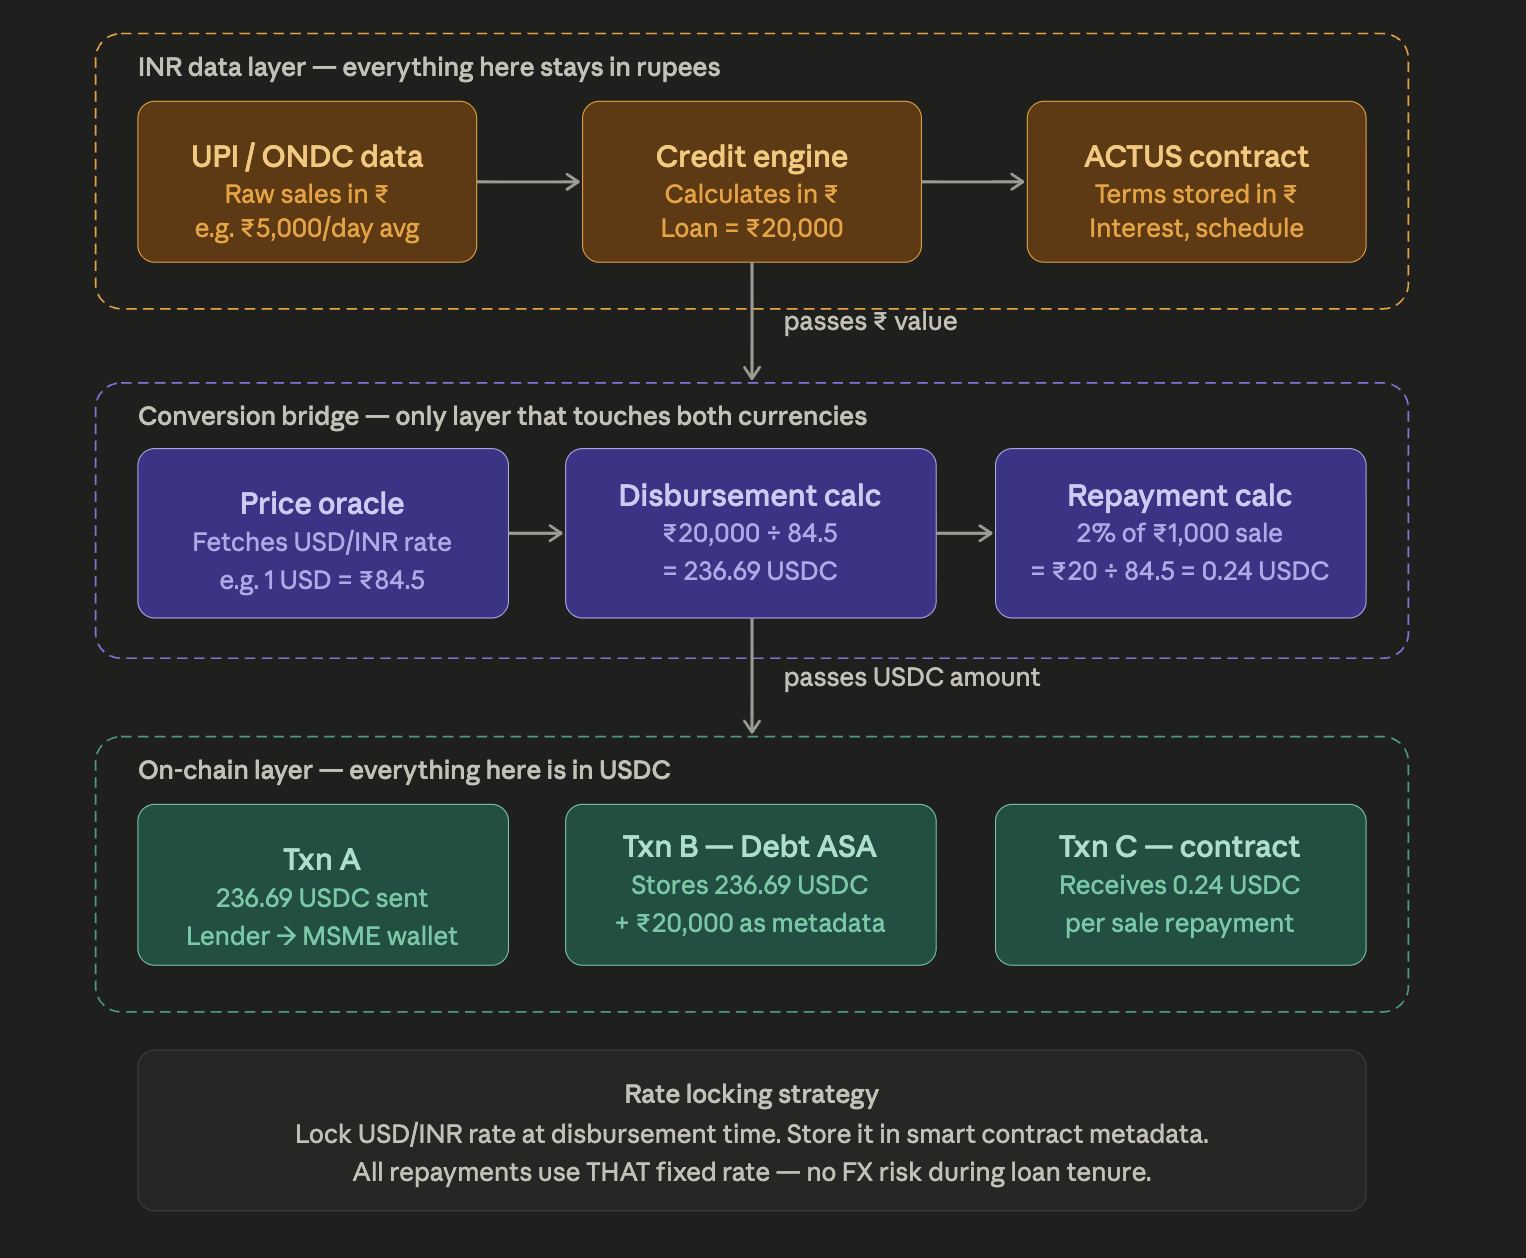 INR data layer — everything here stays in rupees
UPI / ONDC data
Raw sales in ₹
e.g. ₹5,000/day avg
Credit engine
Calculates in ₹
Loan = ₹20,000
ACTUS contract
Terms stored in ₹
Interest, schedule
passes ₹ value
Conversion bridge — only layer that touches both currencies
Price oracle
Fetches USD/INR rate
e.g. 1 USD = ₹84.5
Disbursement calc
₹20,000 ÷ 84.5
= 236.69 USDC
Repayment calc
2% of ₹1,000 sale
= ₹20 ÷ 84.5 = 0.24 USDC
passes USDC amount
On-chain layer — everything here is in USDC
Txn A
236.69 USDC sent
Lender → MSME wallet
Txn B — Debt ASA
Stores 236.69 USDC
+ ₹20,000 as metadata
Txn C — contract
Receives 0.24 USDC
per sale repayment
Rate locking strategy
Lock USD/INR rate at disbursement time. Store it in smart contract metadata.
All repayments use THAT fixed rate — no FX risk during loan tenure.